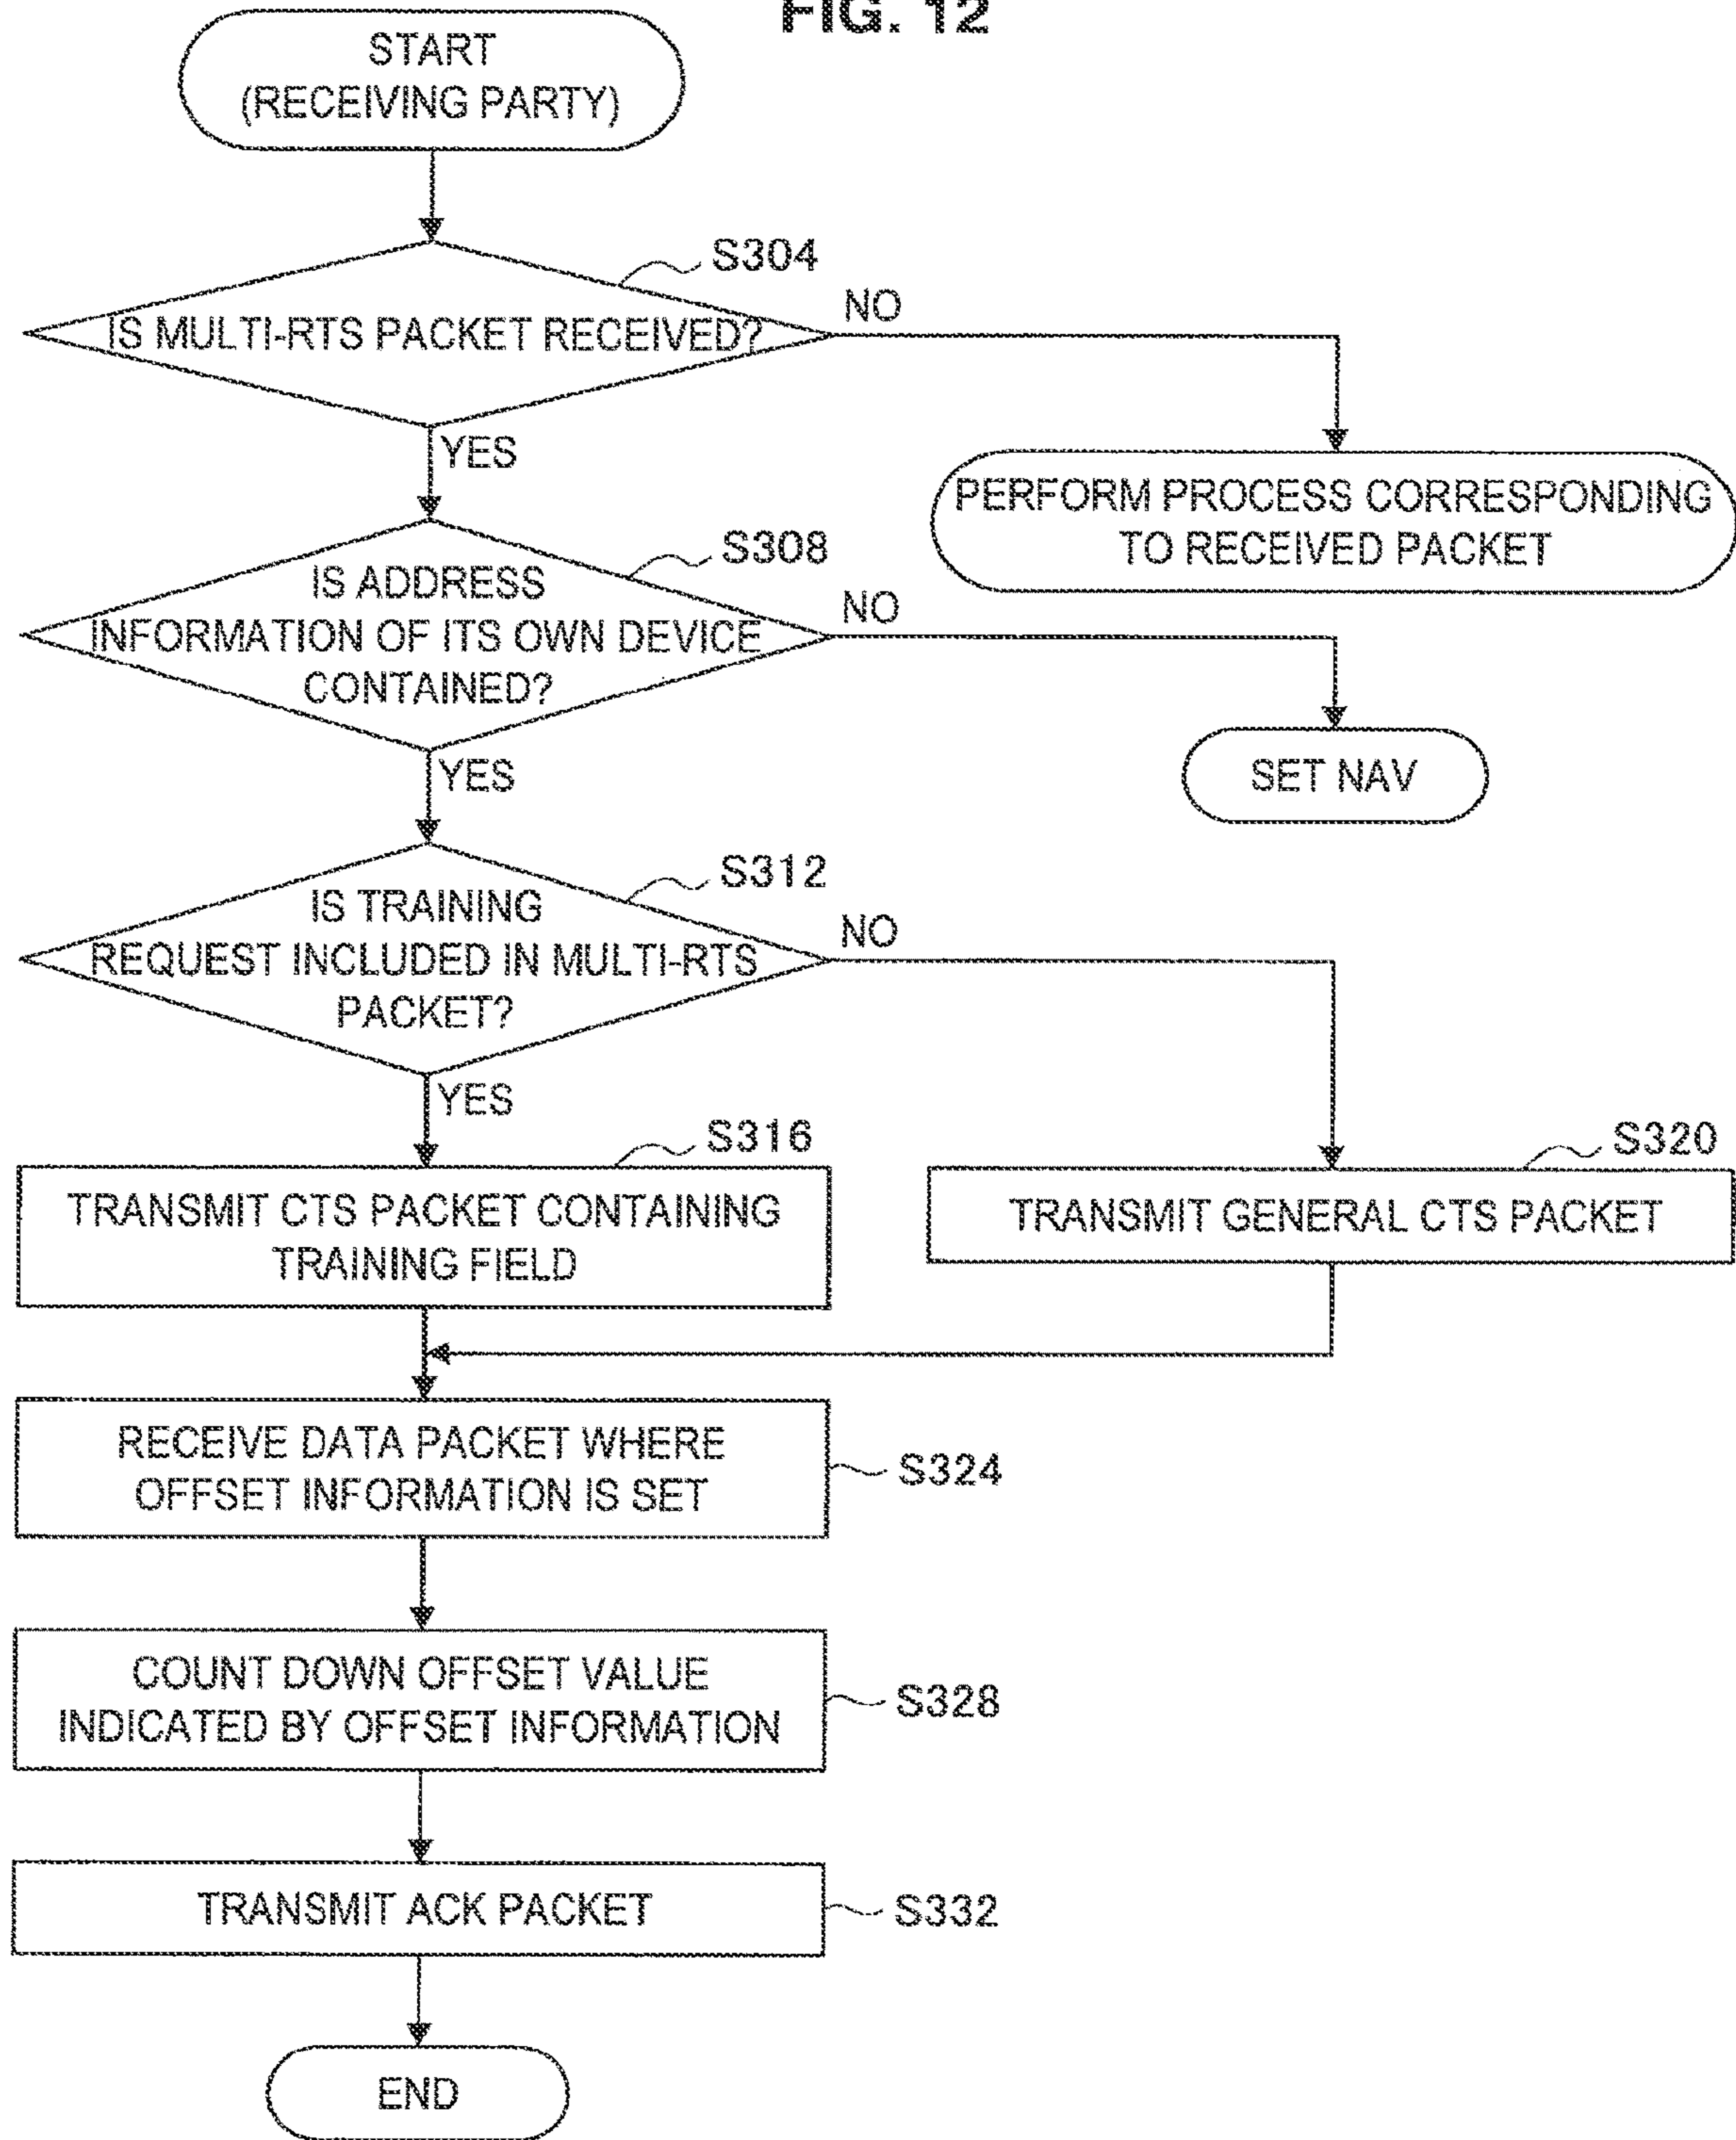 FIG. 12
START
(RECEIVING PARTY)
S304
IS MULTI-RTS PACKET RECEIVED?
NO
YES
PERFORM PROCESS CORRESPONDING
TO RECEIVED PACKET
S308
IS ADDRESS
INFORMATION OF ITS OWN DEVICE
CONTAINED?
NO
YES
SET NAV
S312
IS TRAINING
REQUEST INCLUDED IN MULTI-RTS
PACKET?
NO
YES
S316
TRANSMIT CTS PACKET CONTAINING
TRAINING FIELD
S320
TRANSMIT GENERAL CTS PACKET
RECEIVE DATA PACKET WHERE
OFFSET INFORMATION IS SET
S324
COUNT DOWN OFFSET VALUE
INDICATED BY OFFSET INFORMATION
S328
TRANSMIT ACK PACKET
S332
END